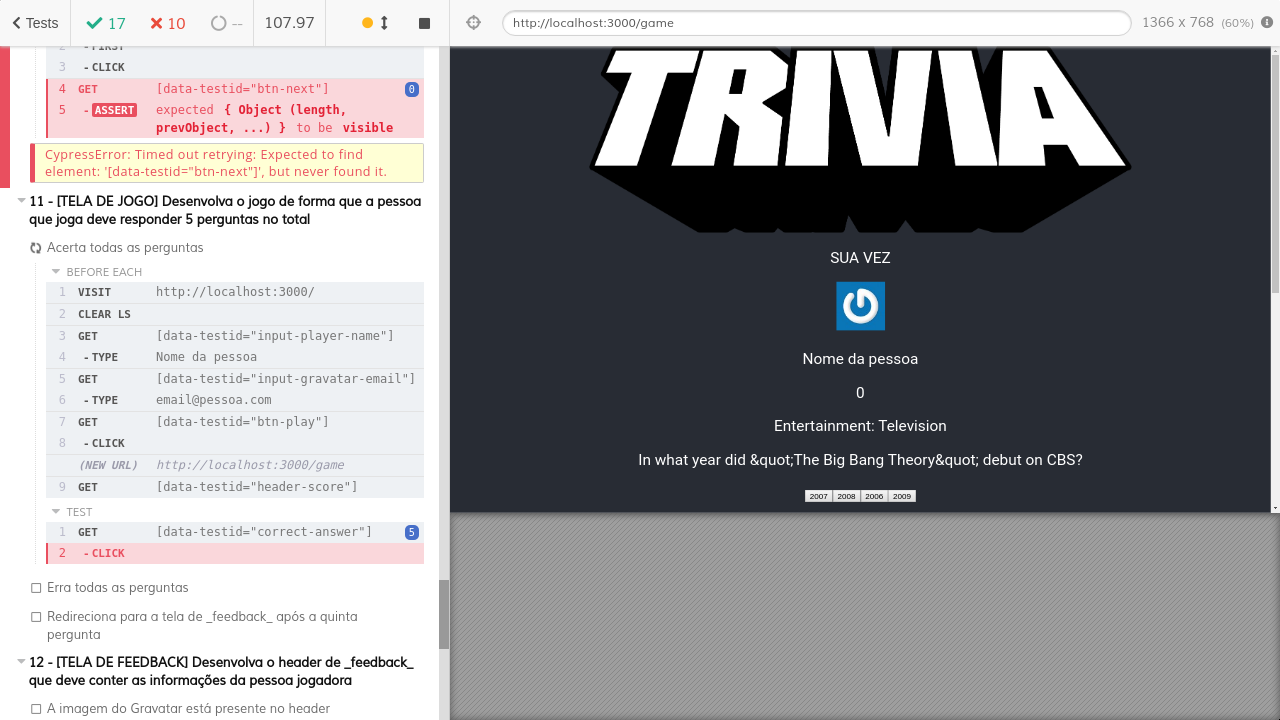 Tests
17
10
--
107.97
http://localhost:3000/game
1366 x 768 (60%)
2 - FIRST
3 - CLICK
4 GET [data-testid="btn-next"] 0
5 - ASSERT expected { Object (length,
prevObject, ...) } to be visible
CypressError: Timed out retrying: Expected to find
element: '[data-testid="btn-next"]', but never found it.
11 - [TELA DE JOGO] Desenvolva o jogo de forma que a pessoa
que joga deve responder 5 perguntas no total
Acerta todas as perguntas
BEFORE EACH
1 VISIT http://localhost:3000/
2 CLEAR LS
3 GET [data-testid="input-player-name"]
4 - TYPE Nome da pessoa
5 GET [data-testid="input-gravatar-email"]
6 - TYPE email@pessoa.com
7 GET [data-testid="btn-play"]
8 - CLICK
(NEW URL) http://localhost:3000/game
9 GET [data-testid="header-score"]
TEST
1 GET [data-testid="correct-answer"] 5
2 - CLICK
Erra todas as perguntas
Redireciona para a tela de _feedback_ após a quinta
pergunta
12 - [TELA DE FEEDBACK] Desenvolva o header de _feedback_
que deve conter as informações da pessoa jogadora
A imagem do Gravatar está presente no header
TRIVIA
SUA VEZ
Nome da pessoa
0
Entertainment: Television
In what year did &quot;The Big Bang Theory&quot; debut on CBS?
2007 2008 2006 2009